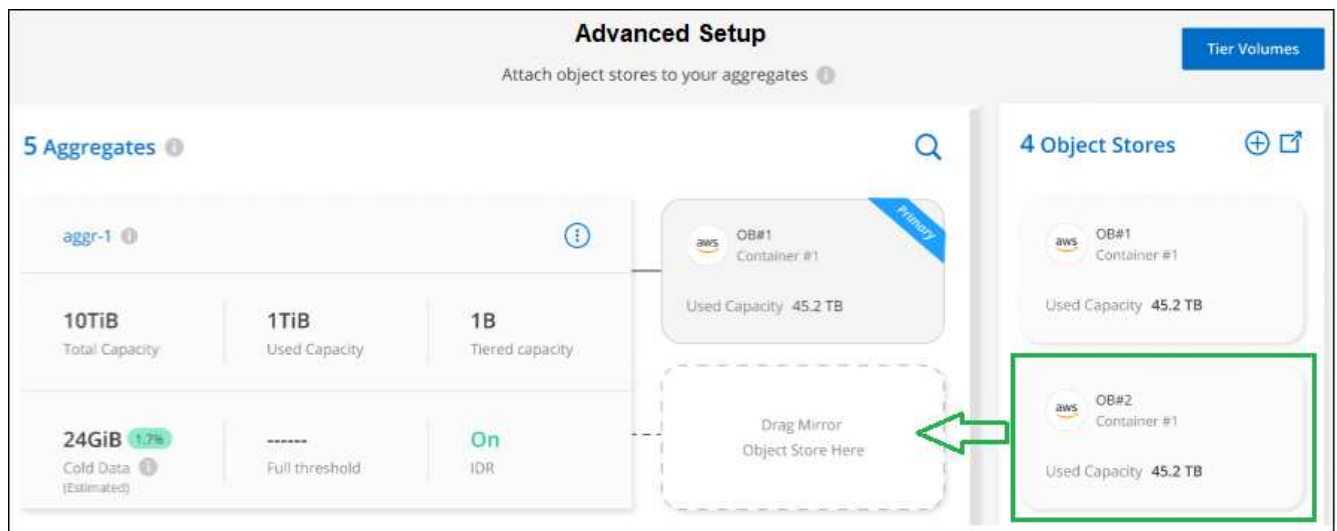 Advanced Setup
Tier Volumes
Attach object stores to your aggregates
5 Aggregates
4 Object Stores
aggr-1
Primary
aws
OB#1
Container #1
Used Capacity 45.2 TB
10TiB
Total Capacity
1TiB
Used Capacity
1B
Tiered capacity
24GiB 1.7%
Cold Data
(Estimated)
------
Full threshold
On
IDR
Drag Mirror
Object Store Here
aws
OB#1
Container #1
Used Capacity 45.2 TB
aws
OB#2
Container #1
Used Capacity 45.2 TB